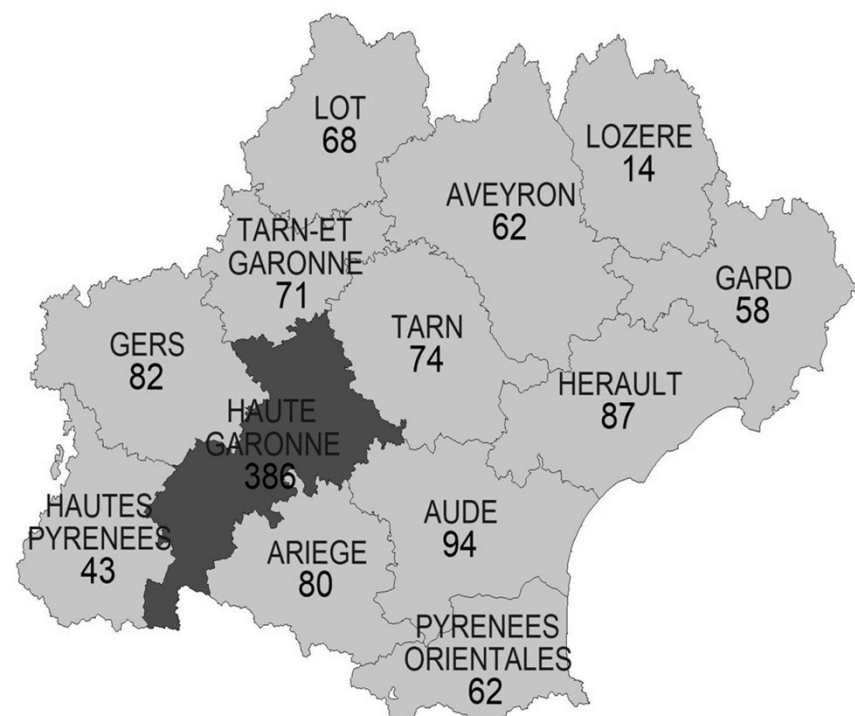 LOT
68
LOZERE
14
AVEYRON
62
TARN-ET
GARONNE
71
GARD
58
GERS
82
TARN
74
HERAULT
87
HAUTE
GARONNE
386
HAUTES
PYRENEES
43
AUDE
94
ARIEGE
80
PYRENEES
ORIENTALES
62